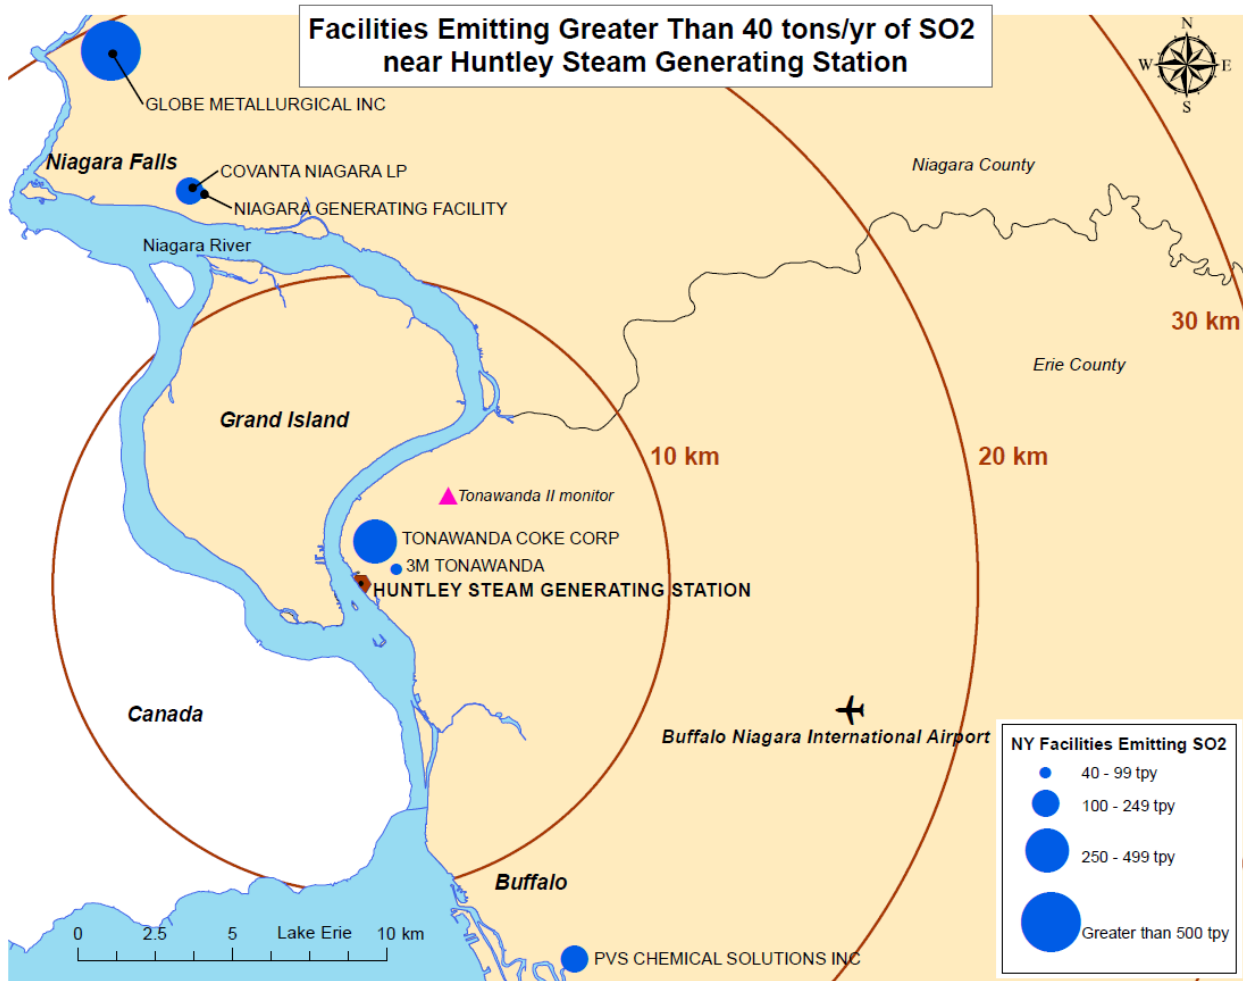 Facilities Emitting Greater Than 40 tons/yr of SO2
near Huntley Steam Generating Station
N
W E
S
GLOBE METALLURGICAL INC
Niagara Falls
COVANTA NIAGARA LP
NIAGARA GENERATING FACILITY
Niagara County
Niagara River
30 km
Erie County
Grand Island
10 km
20 km
Tonawanda II monitor
TONAWANDA COKE CORP
3M TONAWANDA
HUNTLEY STEAM GENERATING STATION
Canada
Buffalo Niagara International Airport
NY Facilities Emitting SO2
40 - 99 tpy
100 - 249 tpy
250 - 499 tpy
Greater than 500 tpy
Buffalo
0 2.5 5 Lake Erie 10 km
PVS CHEMICAL SOLUTIONS INC